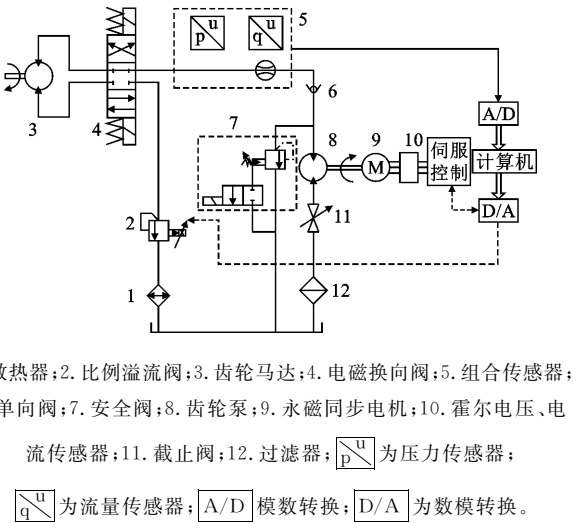 p u
q u
5
3
4
6
7
8
9
10
A/D
伺服
控制
计算机
D/A
2
11
1
12
散热器;2.比例溢流阀;3.齿轮马达;4.电磁换向阀;5.组合传感器;
单向阀;7.安全阀;8.齿轮泵;9.永磁同步电机;10.霍尔电压、电
流传感器;11.截止阀;12.过滤器; p u 为压力传感器;
q u 为流量传感器; A/D 模数转换; D/A 为数模转换。
M